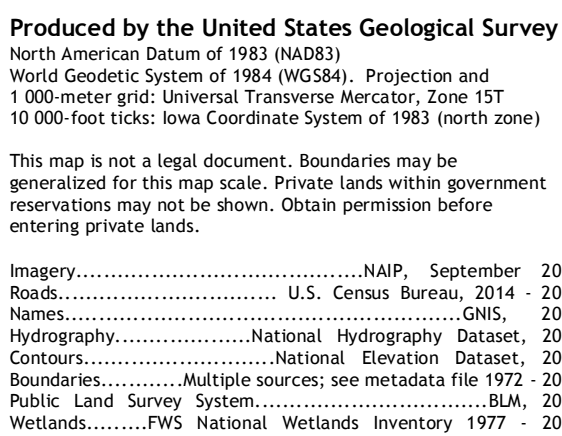 Produced by the United States Geological Survey
North American Datum of 1983 (NAD83)
World Geodetic System of 1984 (WGS84). Projection and
1 000-meter grid: Universal Transverse Mercator, Zone 15T
10 000-foot ticks: Iowa Coordinate System of 1983 (north zone)
This map is not a legal document. Boundaries may be
generalized for this map scale. Private lands within government
reservations may not be shown. Obtain permission before
entering private lands.
Imagery..........................................NAIP, September 20
Roads................................ U.S. Census Bureau, 2014 - 20
Names..........................................................GNIS, 20
Hydrography....................National Hydrography Dataset, 20
Contours............................National Elevation Dataset, 20
Boundaries............Multiple sources; see metadata file 1972 - 20
Public Land Survey System..................................BLM, 20
Wetlands.........FWS National Wetlands Inventory 1977 - 20